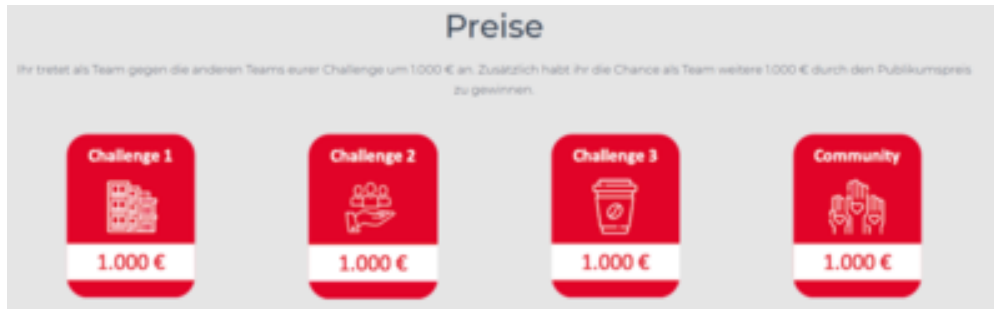 Preise
Ihr tretet als Team gegen die anderen Teams eurer Challenge um 1.000 € an. Zusätzlich habt ihr die Chance als Team weitere 1.000 € durch den Publikumspreis
zu gewinnen.
Challenge 1 Challenge 2 Challenge 3 Community
1.000 € 1.000 € 1.000 € 1.000 €